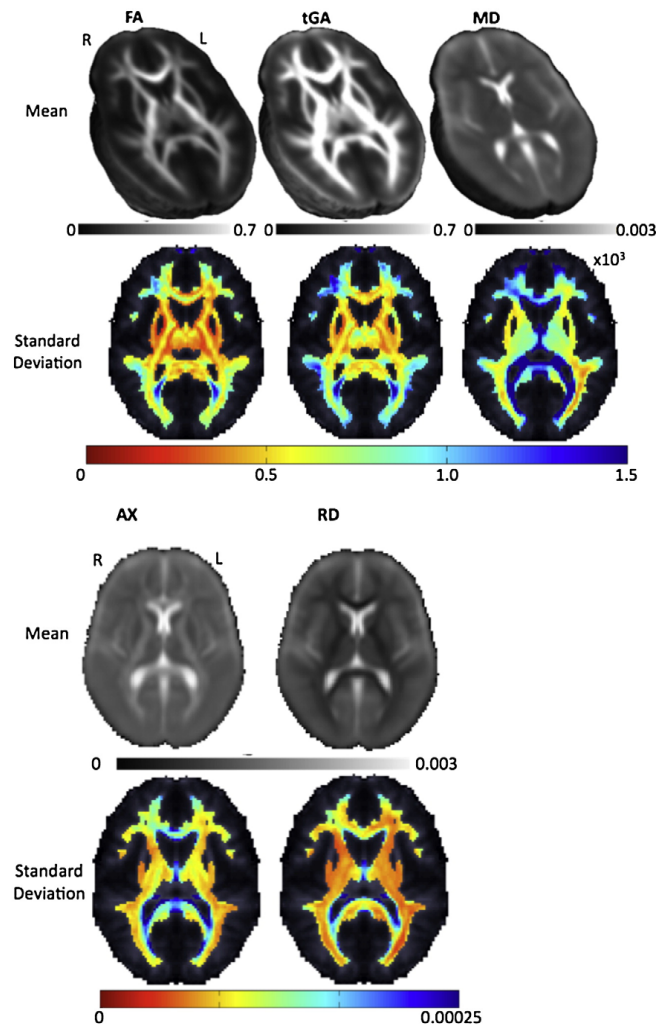 FA tGA MD
R L
Mean
0 0.7 0 0.7 0 0.003
x10³
Standard
Deviation
0 0.5 1.0 1.5
AX RD
R L
Mean
0 0.003
Standard
Deviation
0 0.00025